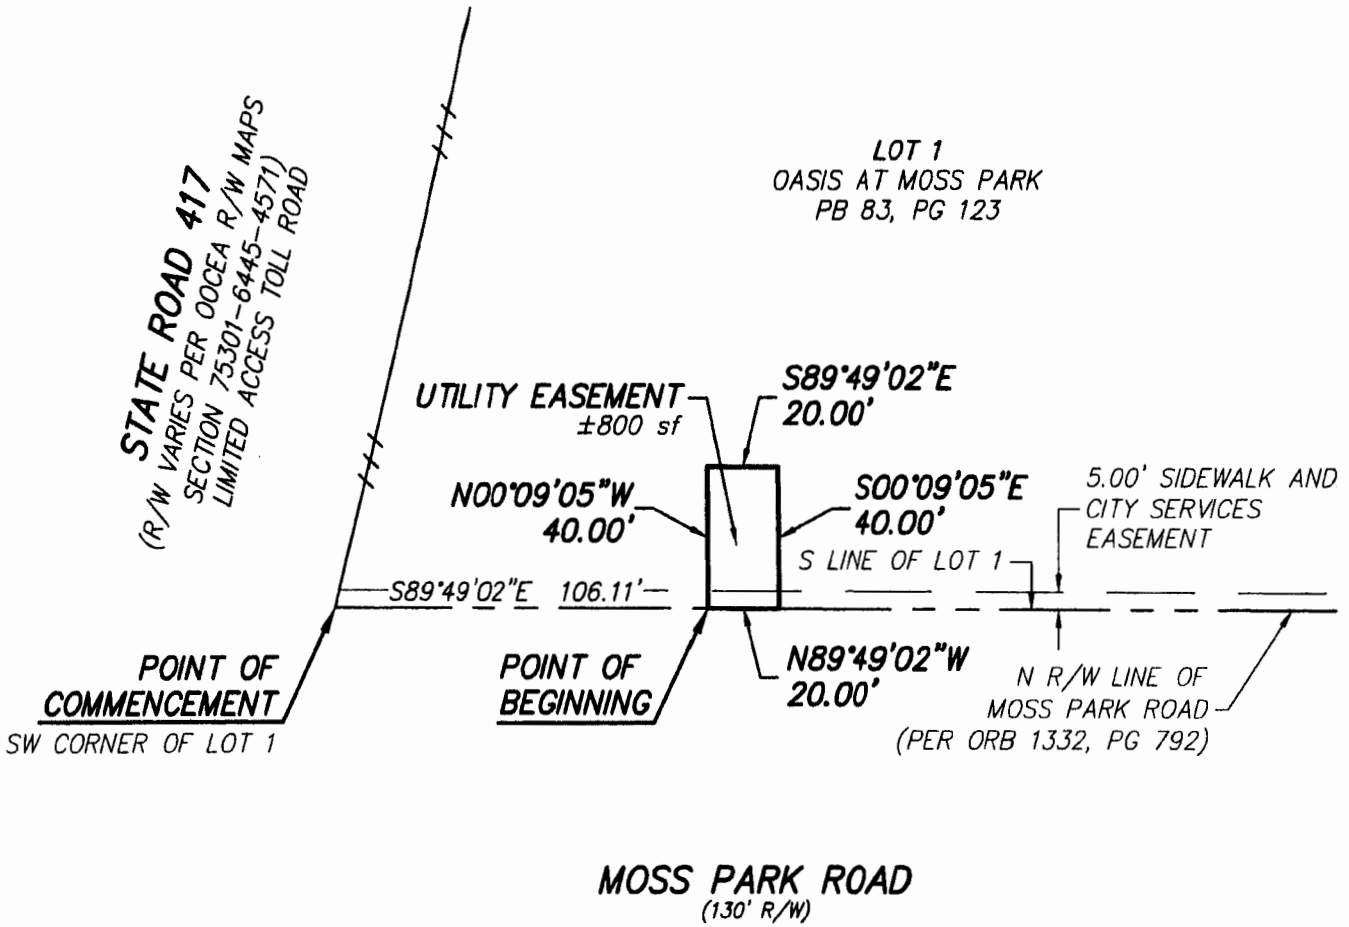 STATE ROAD 417
(R/W VARIES PER OOCEA R/W MAPS
SECTION 75301-6445-4571)
LIMITED ACCESS TOLL ROAD
LOT 1
OASIS AT MOSS PARK
PB 83, PG 123
UTILITY EASEMENT
±800 sf
S89°49'02"E
20.00'
N00°09'05"W
40.00'
S00°09'05"E
40.00'
5.00' SIDEWALK AND
CITY SERVICES
EASEMENT
S LINE OF LOT 1
S89°49'02"E 106.11'
POINT OF
COMMENCEMENT
SW CORNER OF LOT 1
POINT OF
BEGINNING
N89°49'02"W
20.00'
N R/W LINE OF
MOSS PARK ROAD
(PER ORB 1332, PG 792)
MOSS PARK ROAD
(130' R/W)